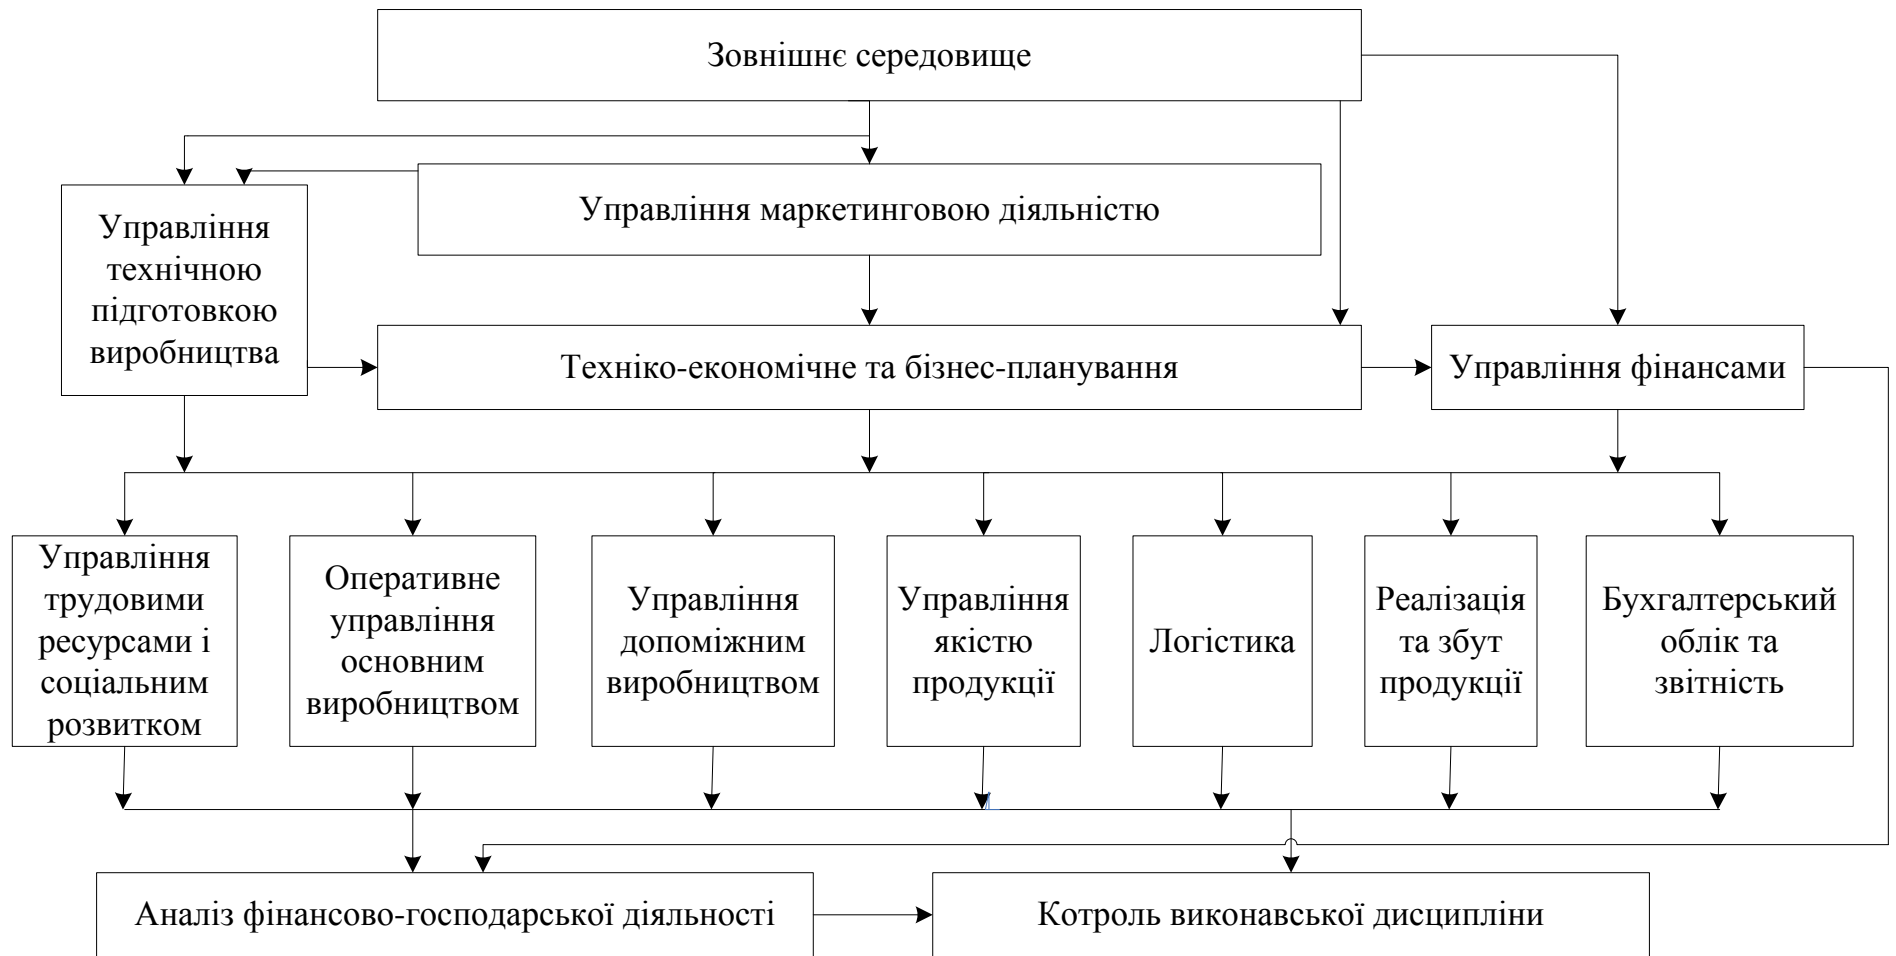 Зовнішнє середовище
Управління маркетинговою діяльністю
Управління
технічною
підготовкою
виробництва
Техніко-економічне та бізнес-планування
Управління фінансами
Управління
трудовими
ресурсами і
соціальним
розвитком
Оперативне
управління
основним
виробництвом
Управління
допоміжним
виробництвом
Управління
якістю
продукції
Логістика
Реалізація
та збут
продукції
Бухгалтерський
облік та
звітність
Аналіз фінансово-господарської діяльності
Котроль виконавської дисципліни